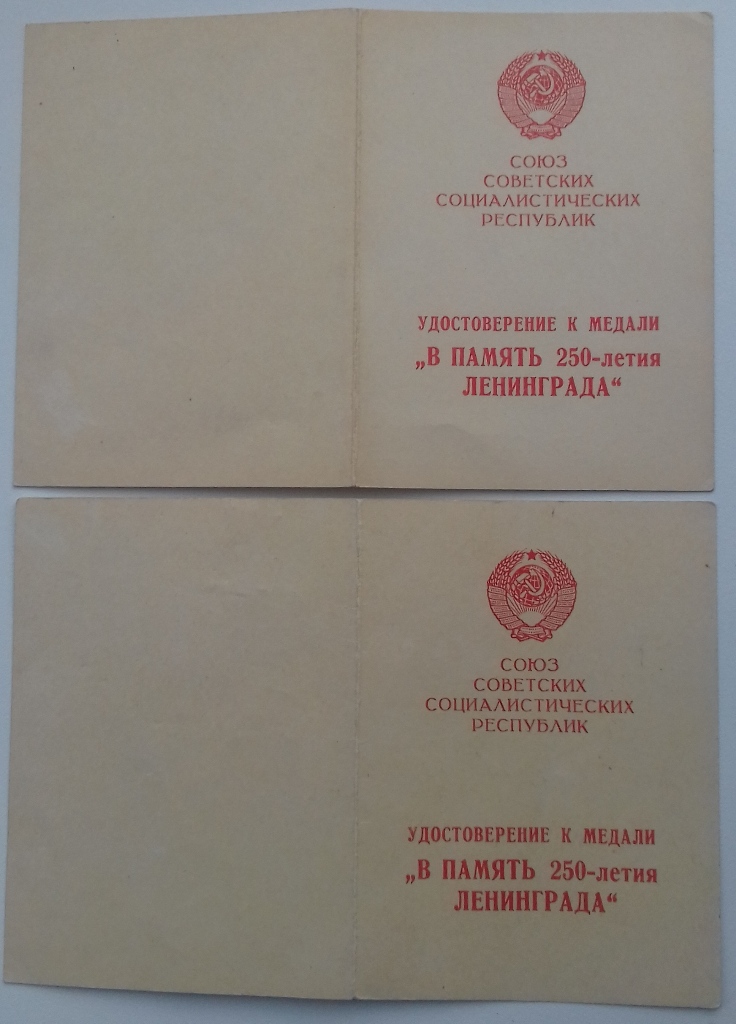 СОЮЗ
СОВЕТСКИХ
СОЦИАЛИСТИЧЕСКИХ
РЕСПУБЛИК
УДОСТОВЕРЕНИЕ К МЕДАЛИ
„В ПАМЯТЬ 250-летия
ЛЕНИНГРАДА“
СОЮЗ
СОВЕТСКИХ
СОЦИАЛИСТИЧЕСКИХ
РЕСПУБЛИК
УДОСТОВЕРЕНИЕ К МЕДАЛИ
„В ПАМЯТЬ 250-летия
ЛЕНИНГРАДА“